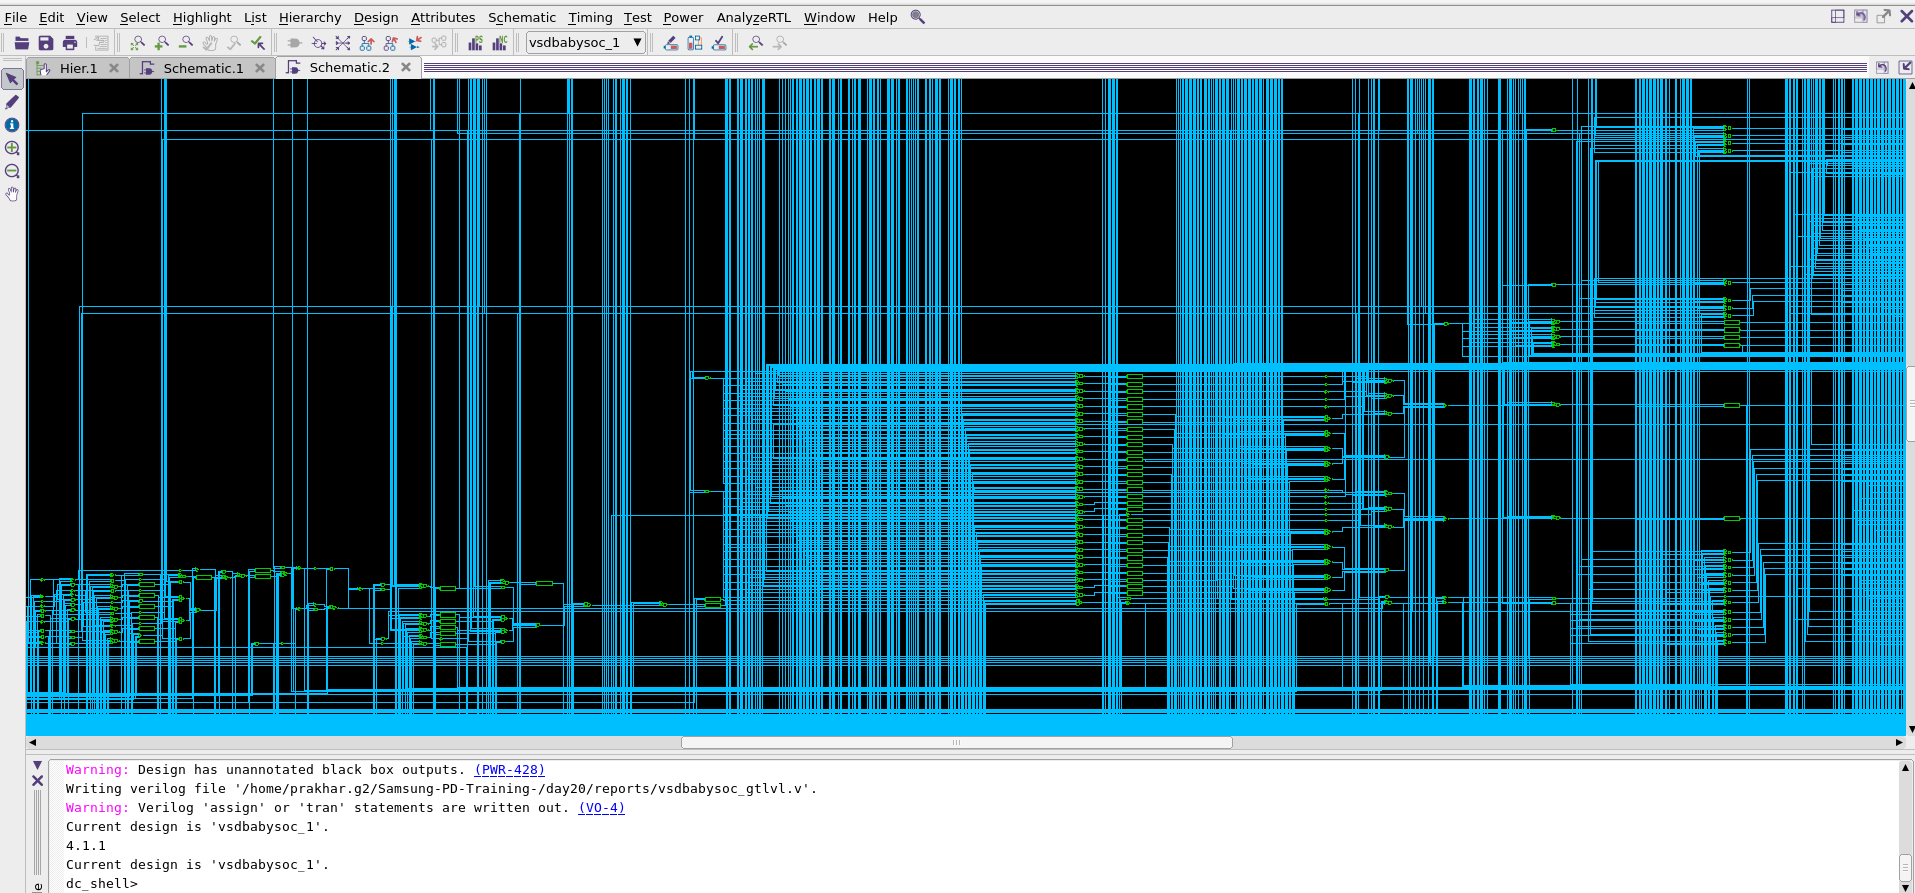 File Edit View Select Highlight List Hierarchy Design Attributes Schematic Timing Test Power AnalyzeRTL Window Help
vsdbabysoc_1
Hier.1 Schematic.1 Schematic.2
Warning: Design has unannotated black box outputs. (PWR-428)
Writing verilog file '/home/prakhar.g2/Samsung-PD-Training-/day20/reports/vsdbabysoc_gtlvl.v'.
Warning: Verilog 'assign' or 'tran' statements are written out. (VO-4)
Current design is 'vsdbabysoc_1'.
4.1.1
Current design is 'vsdbabysoc_1'.
dc_shell>